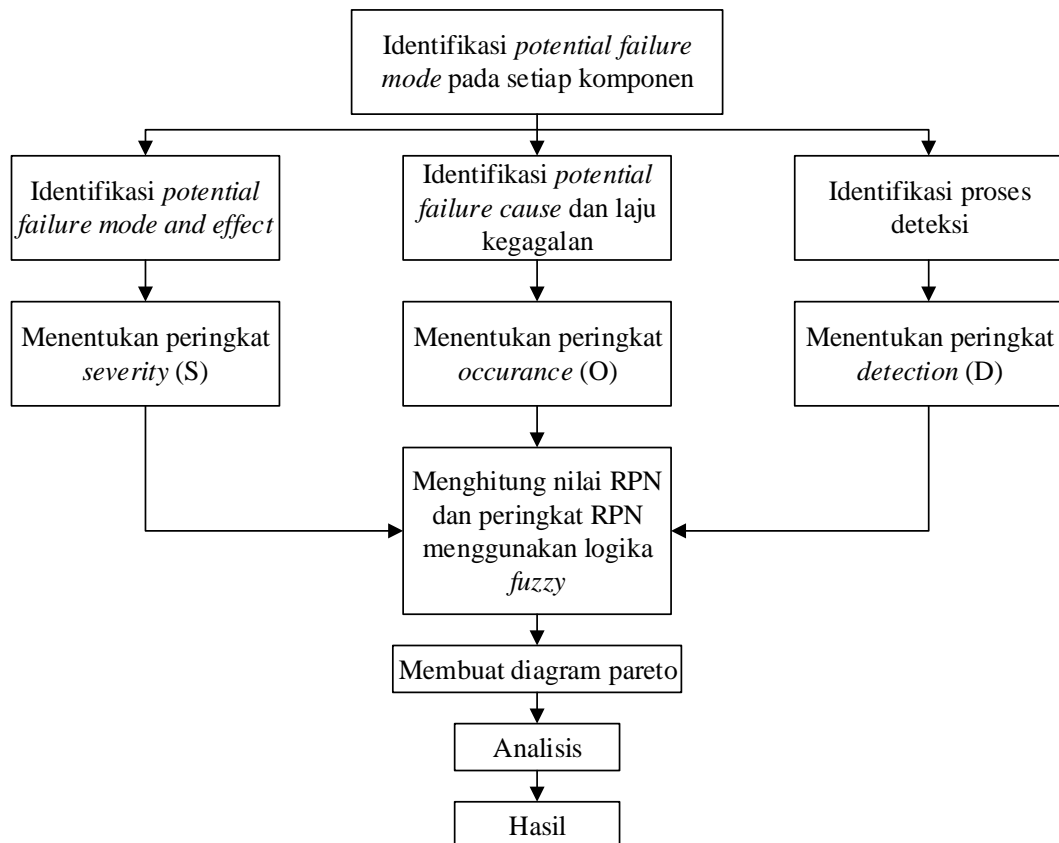 Identifikasi potential failure
mode pada setiap komponen
Identifikasi potential
failure mode and effect
Identifikasi potential
failure cause dan laju
kegagalan
Identifikasi proses
deteksi
Menentukan peringkat
severity (S)
Menentukan peringkat
occurance (O)
Menentukan peringkat
detection (D)
Menghitung nilai RPN
dan peringkat RPN
menggunakan logika
fuzzy
Membuat diagram pareto
Analisis
Hasil